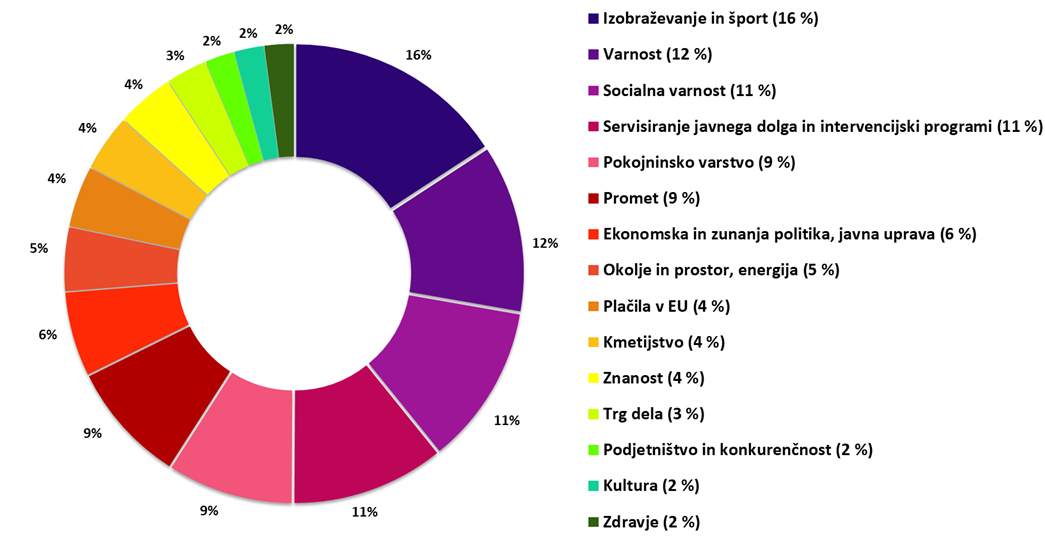 16%
12%
11%
11%
9%
9%
6%
5%
4%
4%
4%
3%
2%
2%
2%
Izobraževanje in šport (16 %)
Varnost (12 %)
Socialna varnost (11 %)
Servisiranje javnega dolga in intervencijski programi (11 %)
Pokojninsko varstvo (9 %)
Promet (9 %)
Ekonomska in zunanja politika, javna uprava (6 %)
Okolje in prostor, energija (5 %)
Plačila v EU (4 %)
Kmetijstvo (4 %)
Znanost (4 %)
Trg dela (3 %)
Podjetništvo in konkurenčnost (2 %)
Kultura (2 %)
Zdravje (2 %)